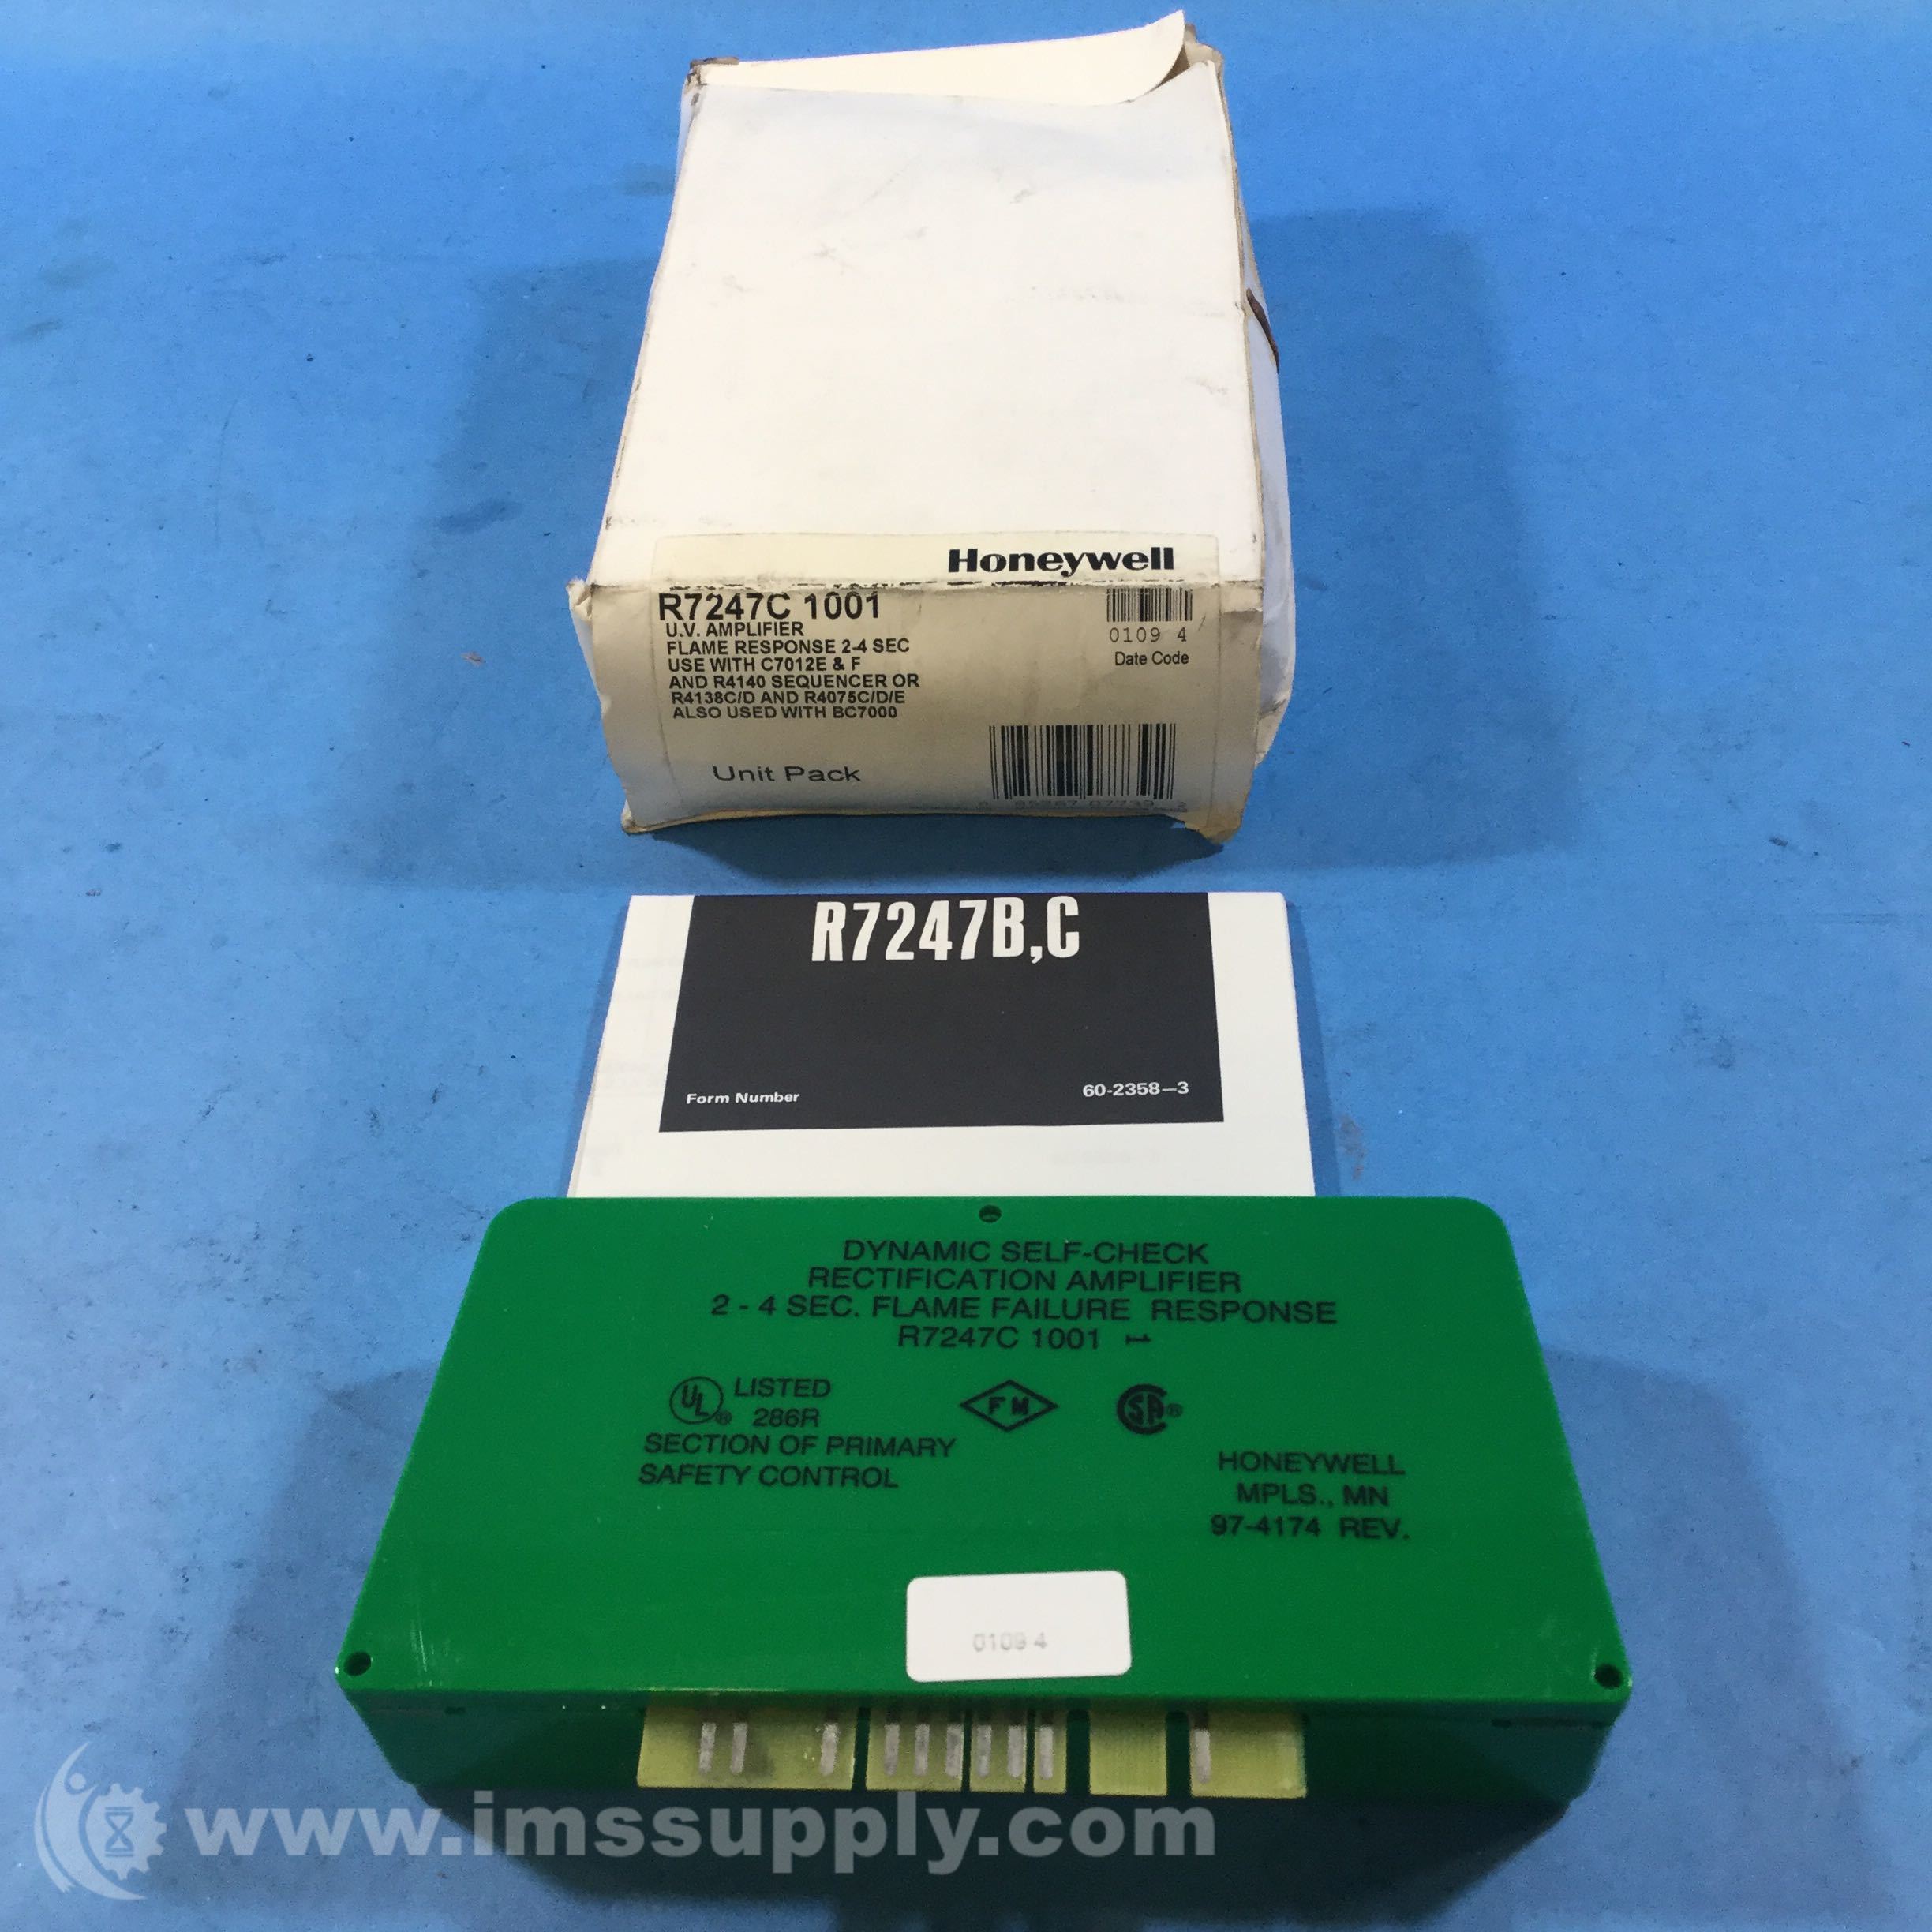 Honeywell
R7247C 1001
U.V. AMPLIFIER
FLAME RESPONSE 2-4 SEC
USE WITH C7012E & F
AND R4140 SEQUENCER OR
R4138C/D AND R4075C/D/E
ALSO USED WITH BC7000
0109 4
Date Code
Unit Pack
R7247B,C
Form Number
60-2358—3
DYNAMIC SELF-CHECK
RECTIFICATION AMPLIFIER
2 - 4 SEC. FLAME FAILURE RESPONSE
R7247C 1001
UL® LISTED
286R
SECTION OF PRIMARY
SAFETY CONTROL
FM
SA®
HONEYWELL
MPLS., MN
97-4174 REV.
0109 4
www.imssupply.com